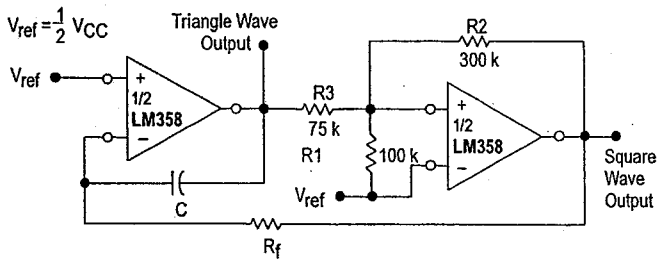 Vref = 1/2 VCC
Triangle Wave
Output
R2
300 k
Vref
+
1/2
LM358
−
R3
75 k
+
1/2
LM358
−
R1
100 k
Square
Wave
Output
Vref
C
Rf